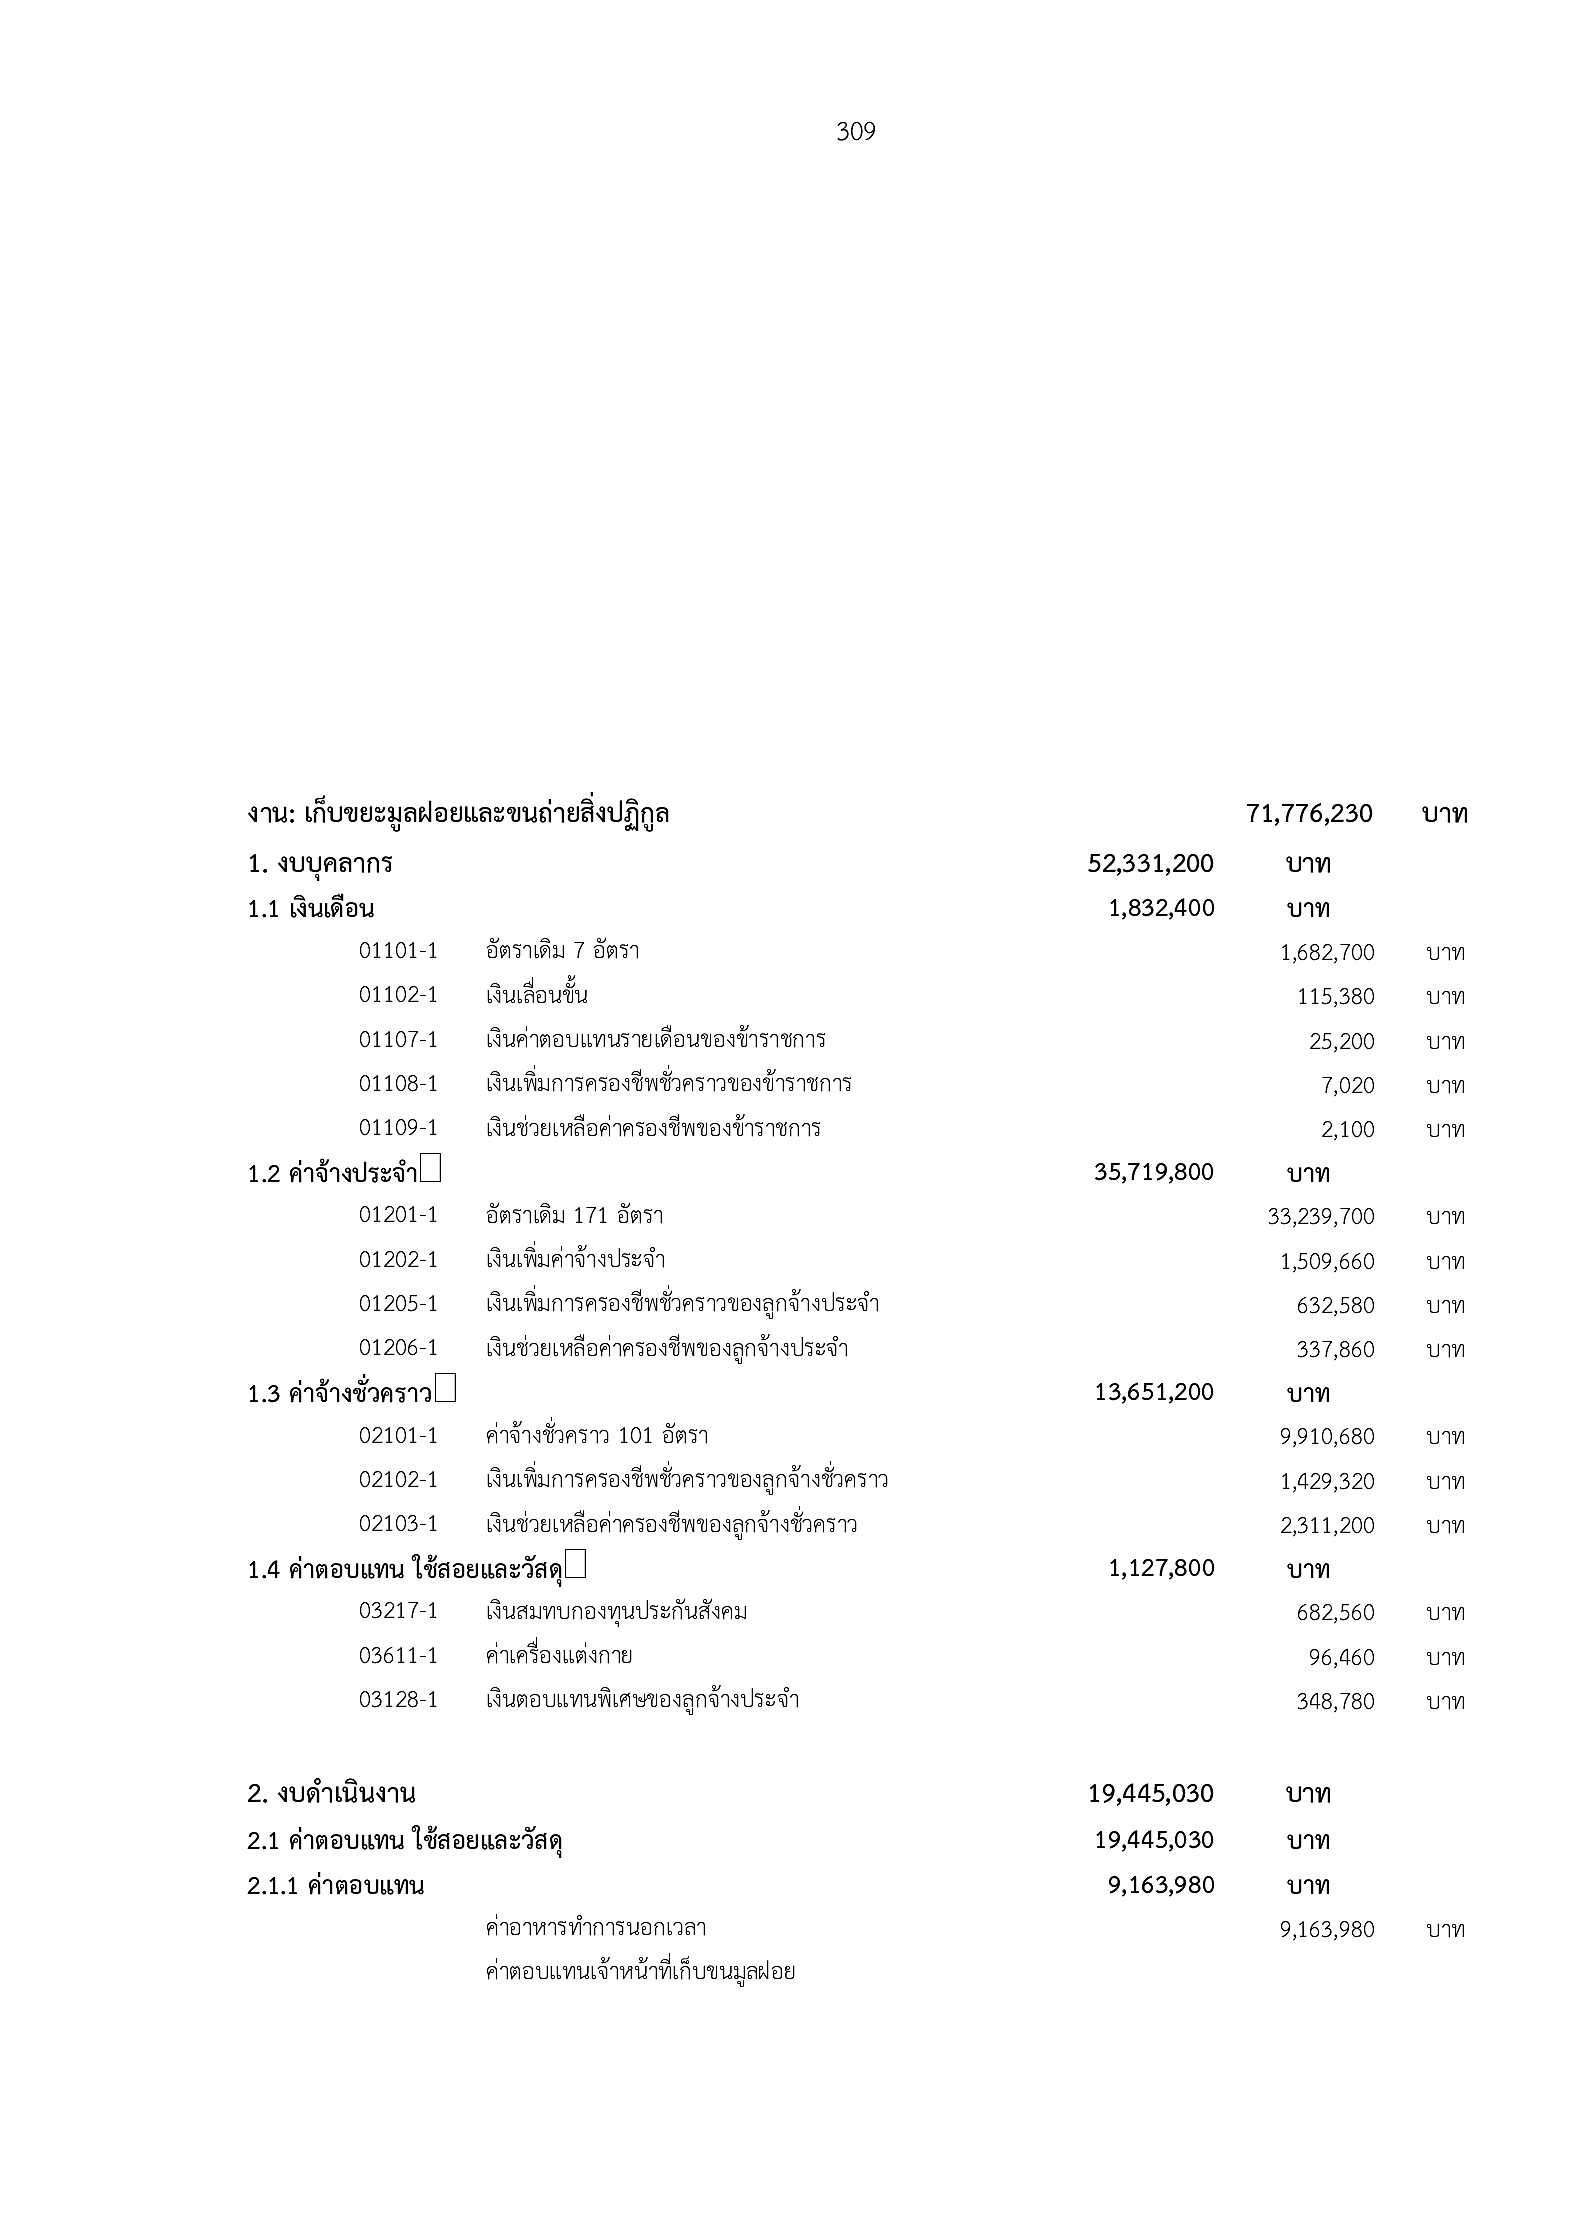 309
งาน: เก็บขยะมูลฝอยและขนถ่ายสิ่งปฏิกูล 71,776,230 บาท
1. งบบุคลากร 52,331,200 บาท
1.1 เงินเดือน 1,832,400 บาท
01101-1 อัตราเดิม 7 อัตรา 1,682,700 บาท
01102-1 เงินเลื่อนขั้น 115,380 บาท
01107-1 เงินค่าตอบแทนรายเดือนของข้าราชการ 25,200 บาท
01108-1 เงินเพิ่มการครองชีพชั่วคราวของข้าราชการ 7,020 บาท
01109-1 เงินช่วยเหลือค่าครองชีพของข้าราชการ 2,100 บาท
1.2 ค่าจ้างประจำ 35,719,800 บาท
01201-1 อัตราเดิม 171 อัตรา 33,239,700 บาท
01202-1 เงินเพิ่มค่าจ้างประจำ 1,509,660 บาท
01205-1 เงินเพิ่มการครองชีพชั่วคราวของลูกจ้างประจำ 632,580 บาท
01206-1 เงินช่วยเหลือค่าครองชีพของลูกจ้างประจำ 337,860 บาท
1.3 ค่าจ้างชั่วคราว 13,651,200 บาท
02101-1 ค่าจ้างชั่วคราว 101 อัตรา 9,910,680 บาท
02102-1 เงินเพิ่มการครองชีพชั่วคราวของลูกจ้างชั่วคราว 1,429,320 บาท
02103-1 เงินช่วยเหลือค่าครองชีพของลูกจ้างชั่วคราว 2,311,200 บาท
1.4 ค่าตอบแทน ใช้สอยและวัสดุ 1,127,800 บาท
03217-1 เงินสมทบกองทุนประกันสังคม 682,560 บาท
03611-1 ค่าเครื่องแต่งกาย 96,460 บาท
03128-1 เงินตอบแทนพิเศษของลูกจ้างประจำ 348,780 บาท
2. งบดำเนินงาน 19,445,030 บาท
2.1 ค่าตอบแทน ใช้สอยและวัสดุ 19,445,030 บาท
2.1.1 ค่าตอบแทน 9,163,980 บาท
ค่าอาหารทำการนอกเวลา 9,163,980 บาท
ค่าตอบแทนเจ้าหน้าที่เก็บขนมูลฝอย